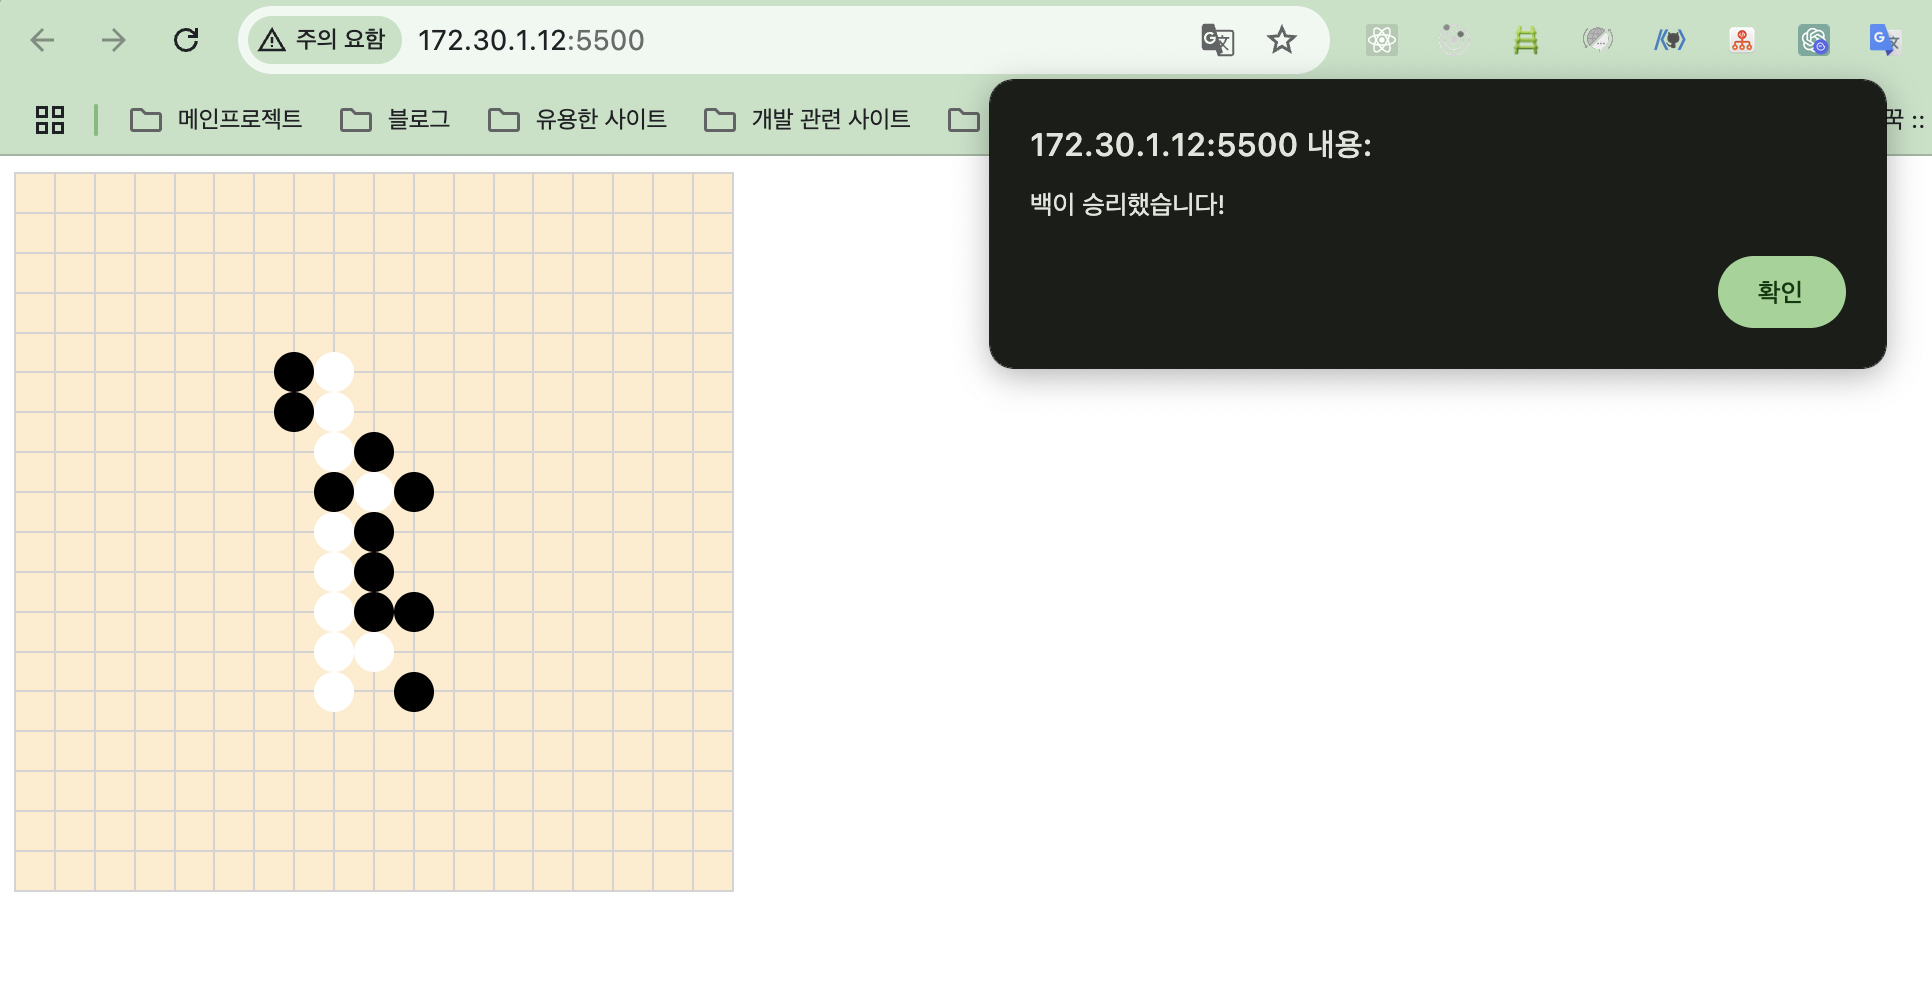 주의 요함 172.30.1.12:5500
메인프로젝트 블로그 유용한 사이트 개발 관련 사이트 꾹 ::
172.30.1.12:5500 내용:
백이 승리했습니다!
확인